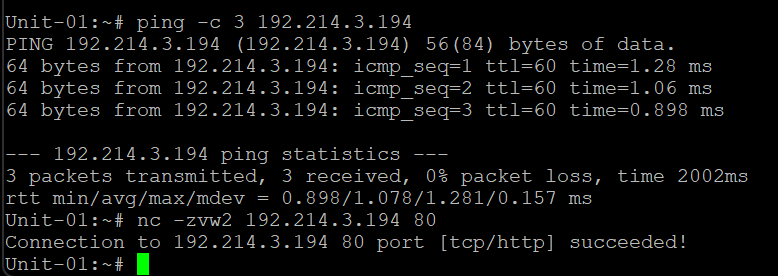 Unit-01:~# ping -c 3 192.214.3.194
PING 192.214.3.194 (192.214.3.194) 56(84) bytes of data.
64 bytes from 192.214.3.194: icmp_seq=1 ttl=60 time=1.28 ms
64 bytes from 192.214.3.194: icmp_seq=2 ttl=60 time=1.06 ms
64 bytes from 192.214.3.194: icmp_seq=3 ttl=60 time=0.898 ms

--- 192.214.3.194 ping statistics ---
3 packets transmitted, 3 received, 0% packet loss, time 2002ms
rtt min/avg/max/mdev = 0.898/1.078/1.281/0.157 ms
Unit-01:~# nc -zvw2 192.214.3.194 80
Connection to 192.214.3.194 80 port [tcp/http] succeeded!
Unit-01:~#